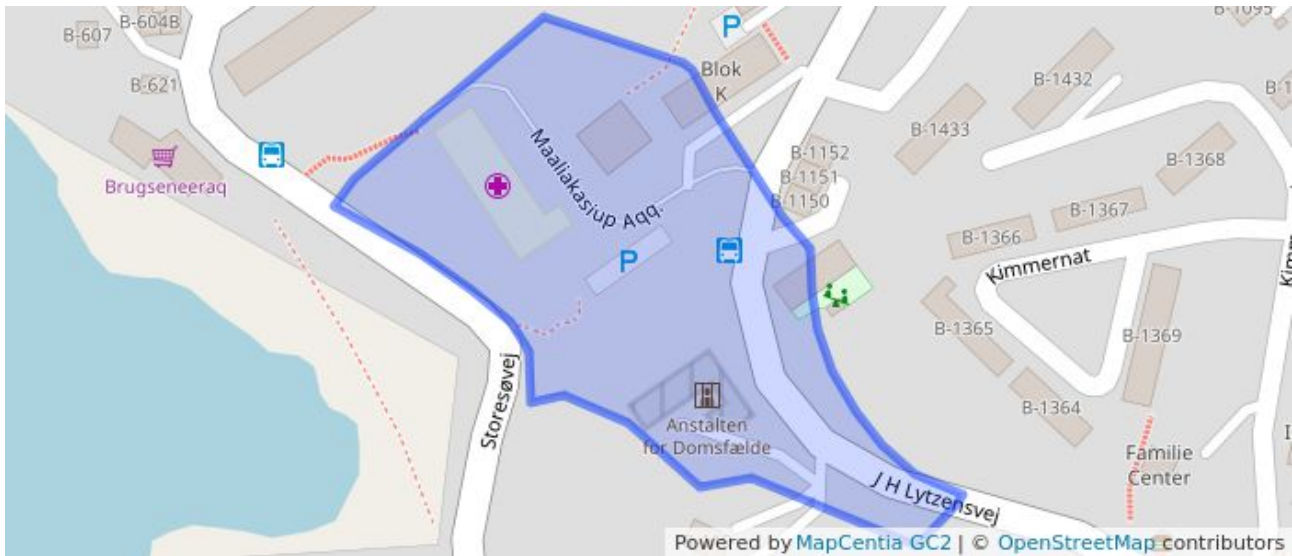 B-604B
B-607
B-621
Brugseneeraq
P
Blok
K
Maaliakasiup Aqq.
P
B-1152
B-1151
B-1150
B-1095
B-1432
B-1433
B-1368
B-1367
B-1366
Kimmernat
B-1365
B-1369
B-1364
Storesøvej
Anstalten
for Domsfælde
J H Lytzensvej
Familie
Center
Powered by MapCentia GC2 | © OpenStreetMap contributors